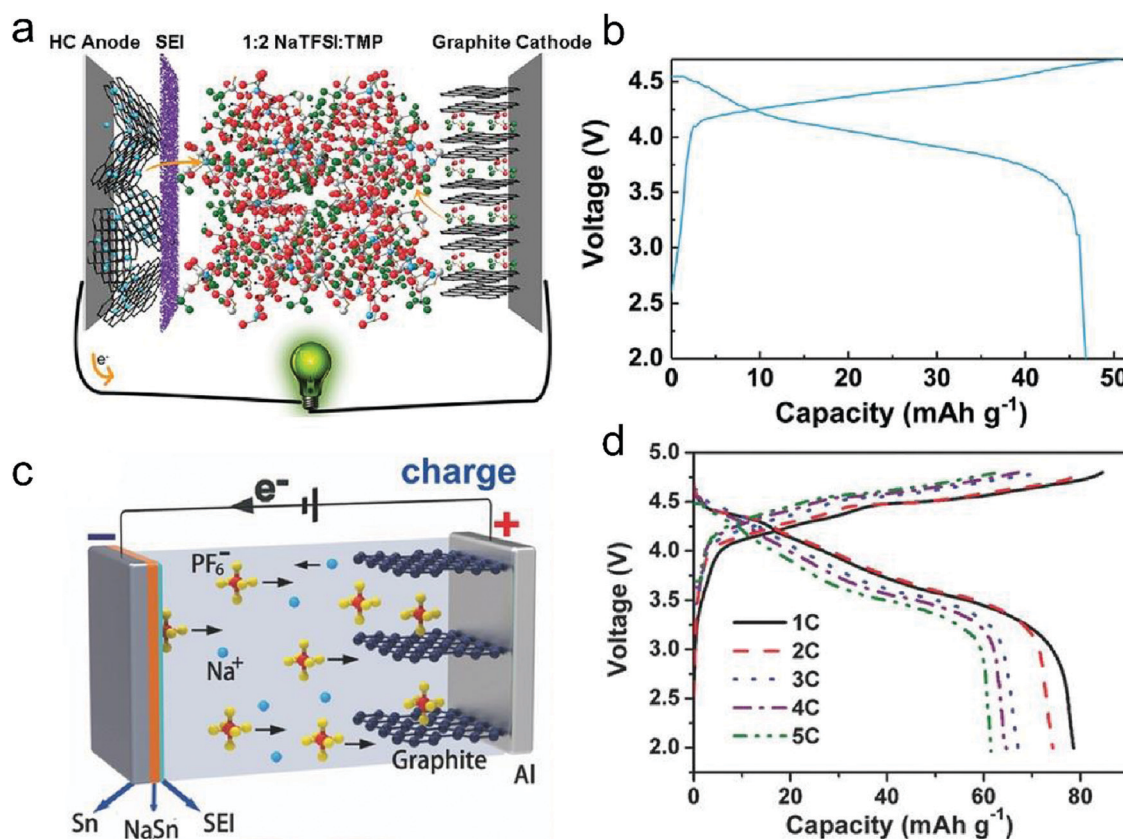 a
HC Anode SEI 1:2 NaTFSI:TMP Graphite Cathode
e-
b
4.5
4.0
3.5
3.0
2.5
2.0
Voltage (V)
0 10 20 30 40 50
Capacity (mAh g⁻¹)
c
charge
e-
− +
PF₆⁻
Na⁺
Graphite
Al
Sn NaSn SEI
d
5.0
4.5
4.0
3.5
3.0
2.5
2.0
Voltage (V)
1C
2C
3C
4C
5C
0 20 40 60 80
Capacity (mAh g⁻¹)